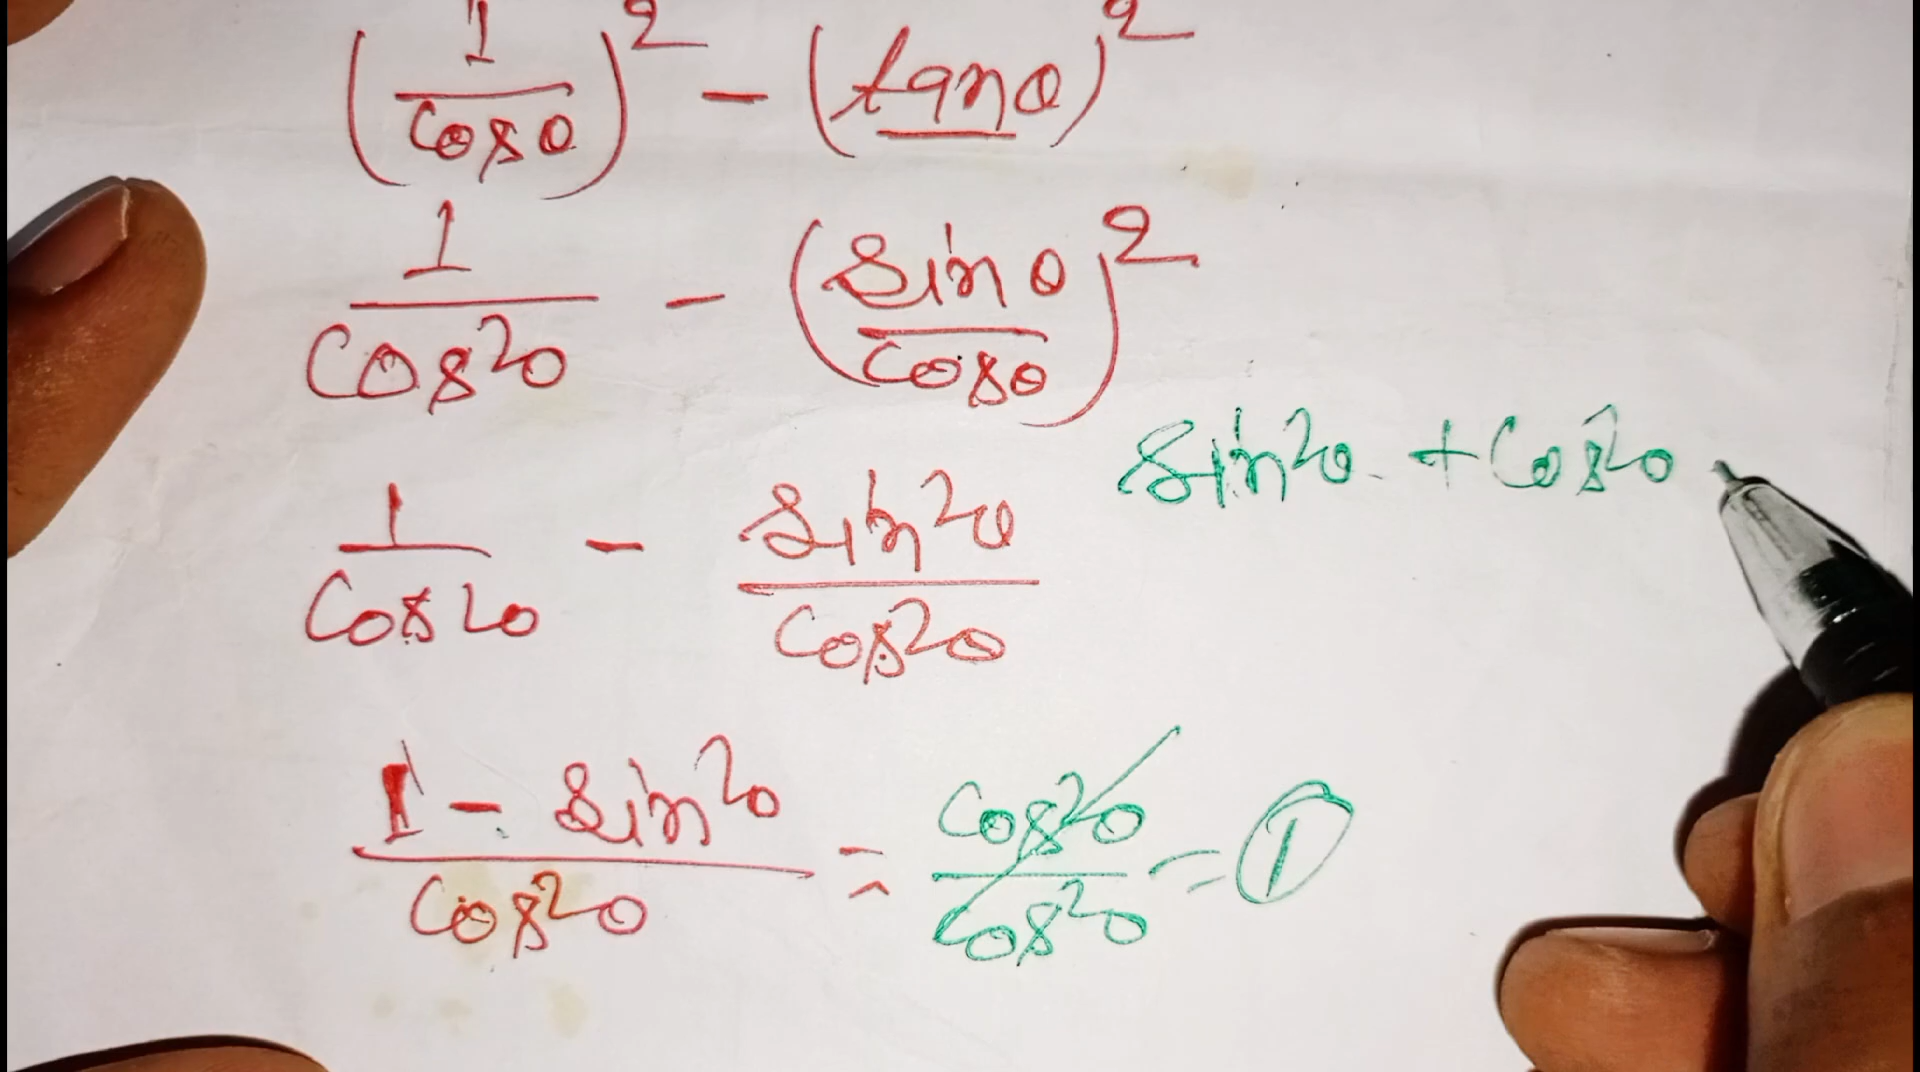 (1/cosθ)² - (tanθ)²
1/cos²θ - (sinθ/cosθ)²
sin²θ + cos²θ
1/cos²θ - sin²θ/cos²θ
1 - sin²θ/cos²θ = cos²θ/cos²θ = 1